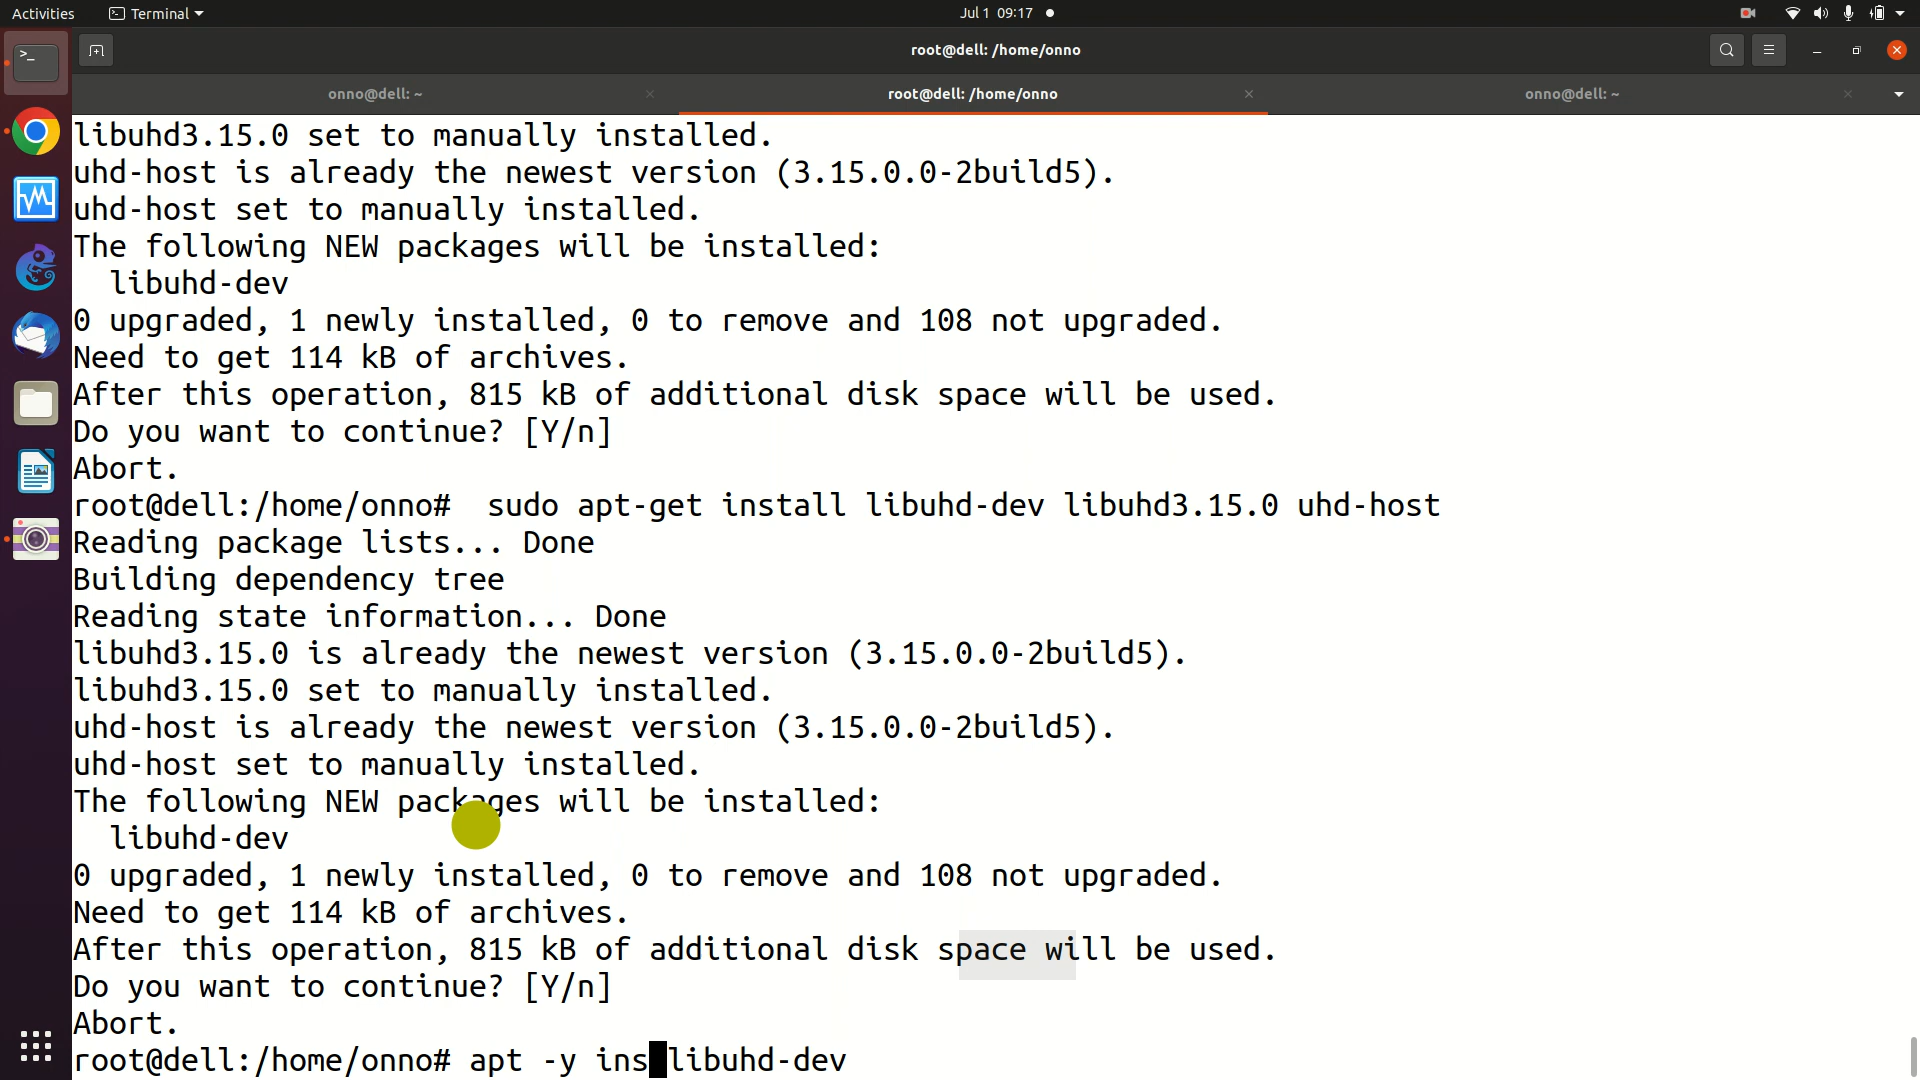 Activities Terminal Jul 1 09:17
root@dell: /home/onno
onno@dell: ~ root@dell: /home/onno onno@dell: ~
libuhd3.15.0 set to manually installed.
uhd-host is already the newest version (3.15.0.0-2build5).
uhd-host set to manually installed.
The following NEW packages will be installed:
  libuhd-dev
0 upgraded, 1 newly installed, 0 to remove and 108 not upgraded.
Need to get 114 kB of archives.
After this operation, 815 kB of additional disk space will be used.
Do you want to continue? [Y/n]
Abort.
root@dell:/home/onno#  sudo apt-get install libuhd-dev libuhd3.15.0 uhd-host
Reading package lists... Done
Building dependency tree
Reading state information... Done
libuhd3.15.0 is already the newest version (3.15.0.0-2build5).
libuhd3.15.0 set to manually installed.
uhd-host is already the newest version (3.15.0.0-2build5).
uhd-host set to manually installed.
The following NEW packages will be installed:
  libuhd-dev
0 upgraded, 1 newly installed, 0 to remove and 108 not upgraded.
Need to get 114 kB of archives.
After this operation, 815 kB of additional disk space will be used.
Do you want to continue? [Y/n]
Abort.
root@dell:/home/onno# apt -y ins libuhd-dev